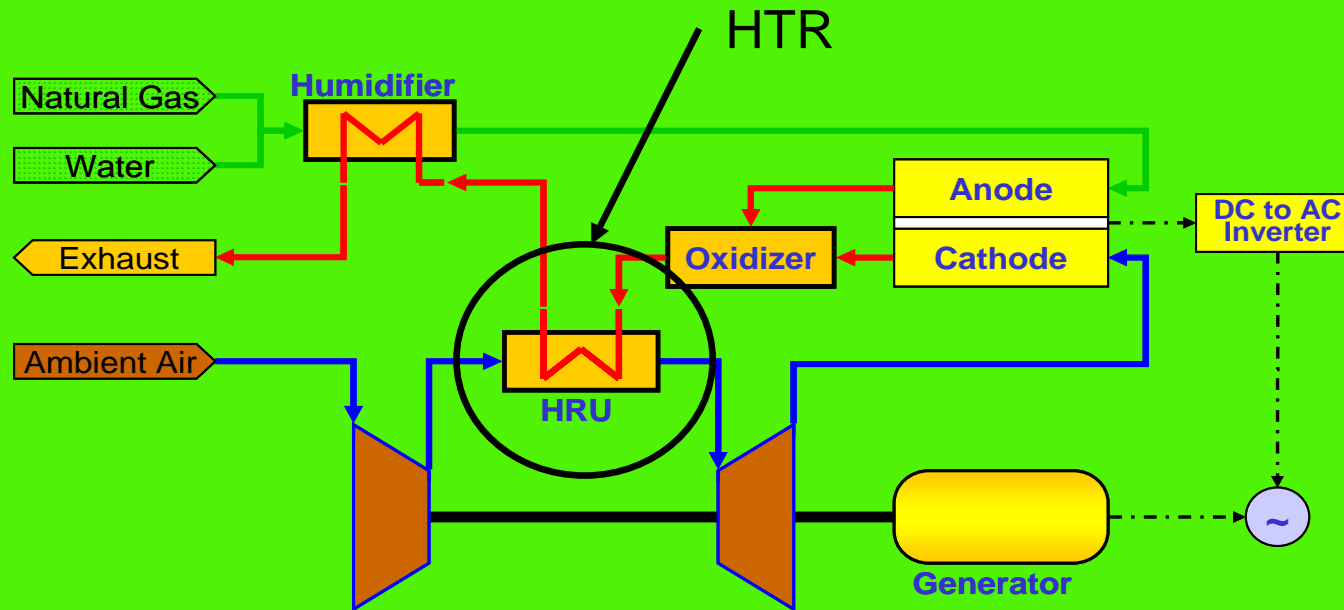 HTR
Humidifier
Natural Gas
Water
Anode
DC to AC
Inverter
Exhaust
Oxidizer
Cathode
Ambient Air
HRU
~
Generator